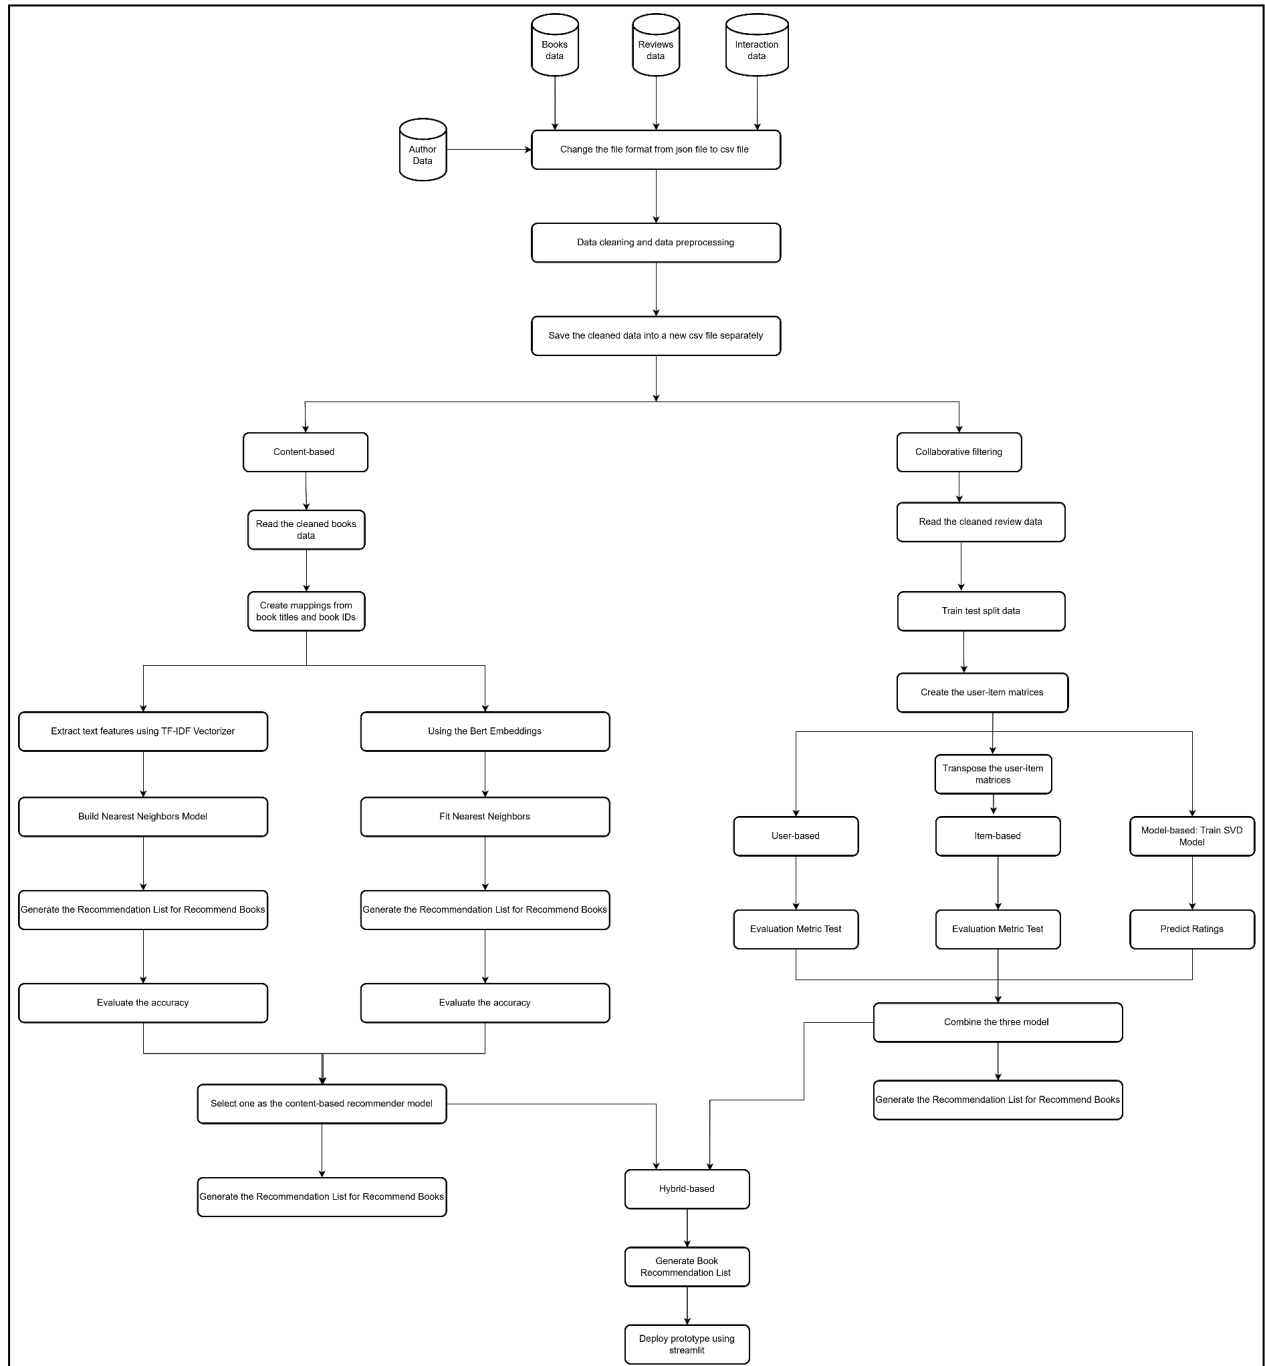 Books
data
Reviews
data
Interaction
data
Author
Data
Change the file format from json file to csv file
Data cleaning and data preprocessing
Save the cleaned data into a new csv file separately
Content-based
Collaborative filtering
Read the cleaned books
data
Read the cleaned review data
Create mappings from
book titles and book IDs
Train test split data
Create the user-item matrices
Extract text features using TF-IDF Vectorizer
Using the Bert Embeddings
Transpose the user-item
matrices
Build Nearest Neighbors Model
Fit Nearest Neighbors
User-based
Item-based
Model-based: Train SVD
Model
Generate the Recommendation List for Recommend Books
Generate the Recommendation List for Recommend Books
Evaluation Metric Test
Evaluation Metric Test
Predict Ratings
Evaluate the accuracy
Evaluate the accuracy
Combine the three model
Select one as the content-based recommender model
Generate the Recommendation List for Recommend Books
Generate the Recommendation List for Recommend Books
Hybrid-based
Generate Book
Recommendation List
Deploy prototype using
streamlit